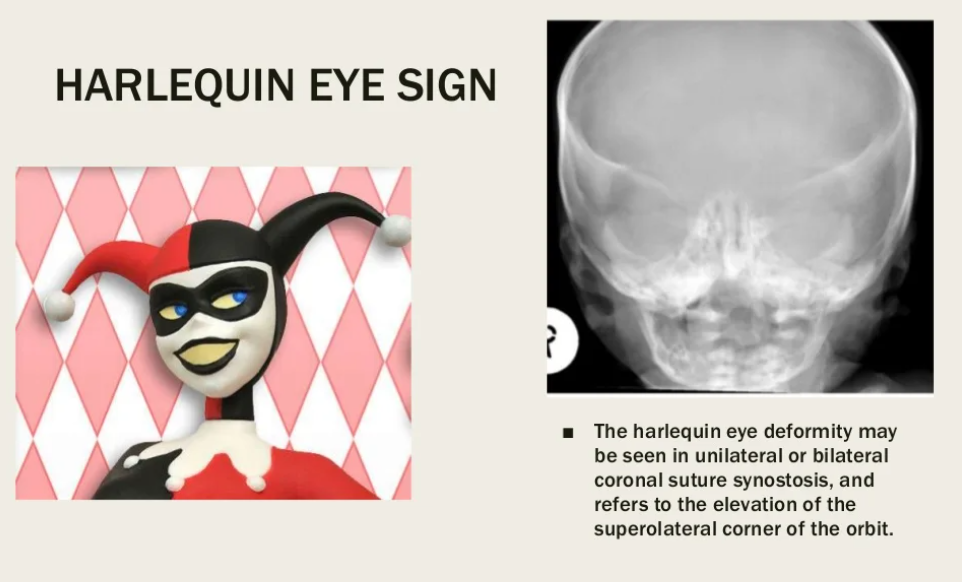 HARLEQUIN EYE SIGN
■ The harlequin eye deformity may
be seen in unilateral or bilateral
coronal suture synostosis, and
refers to the elevation of the
superolateral corner of the orbit.